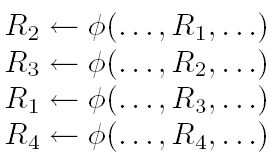 R₂ ← ϕ(…, R₁, …)
R₃ ← ϕ(…, R₂, …)
R₁ ← ϕ(…, R₃, …)
R₄ ← ϕ(…, R₄, …)